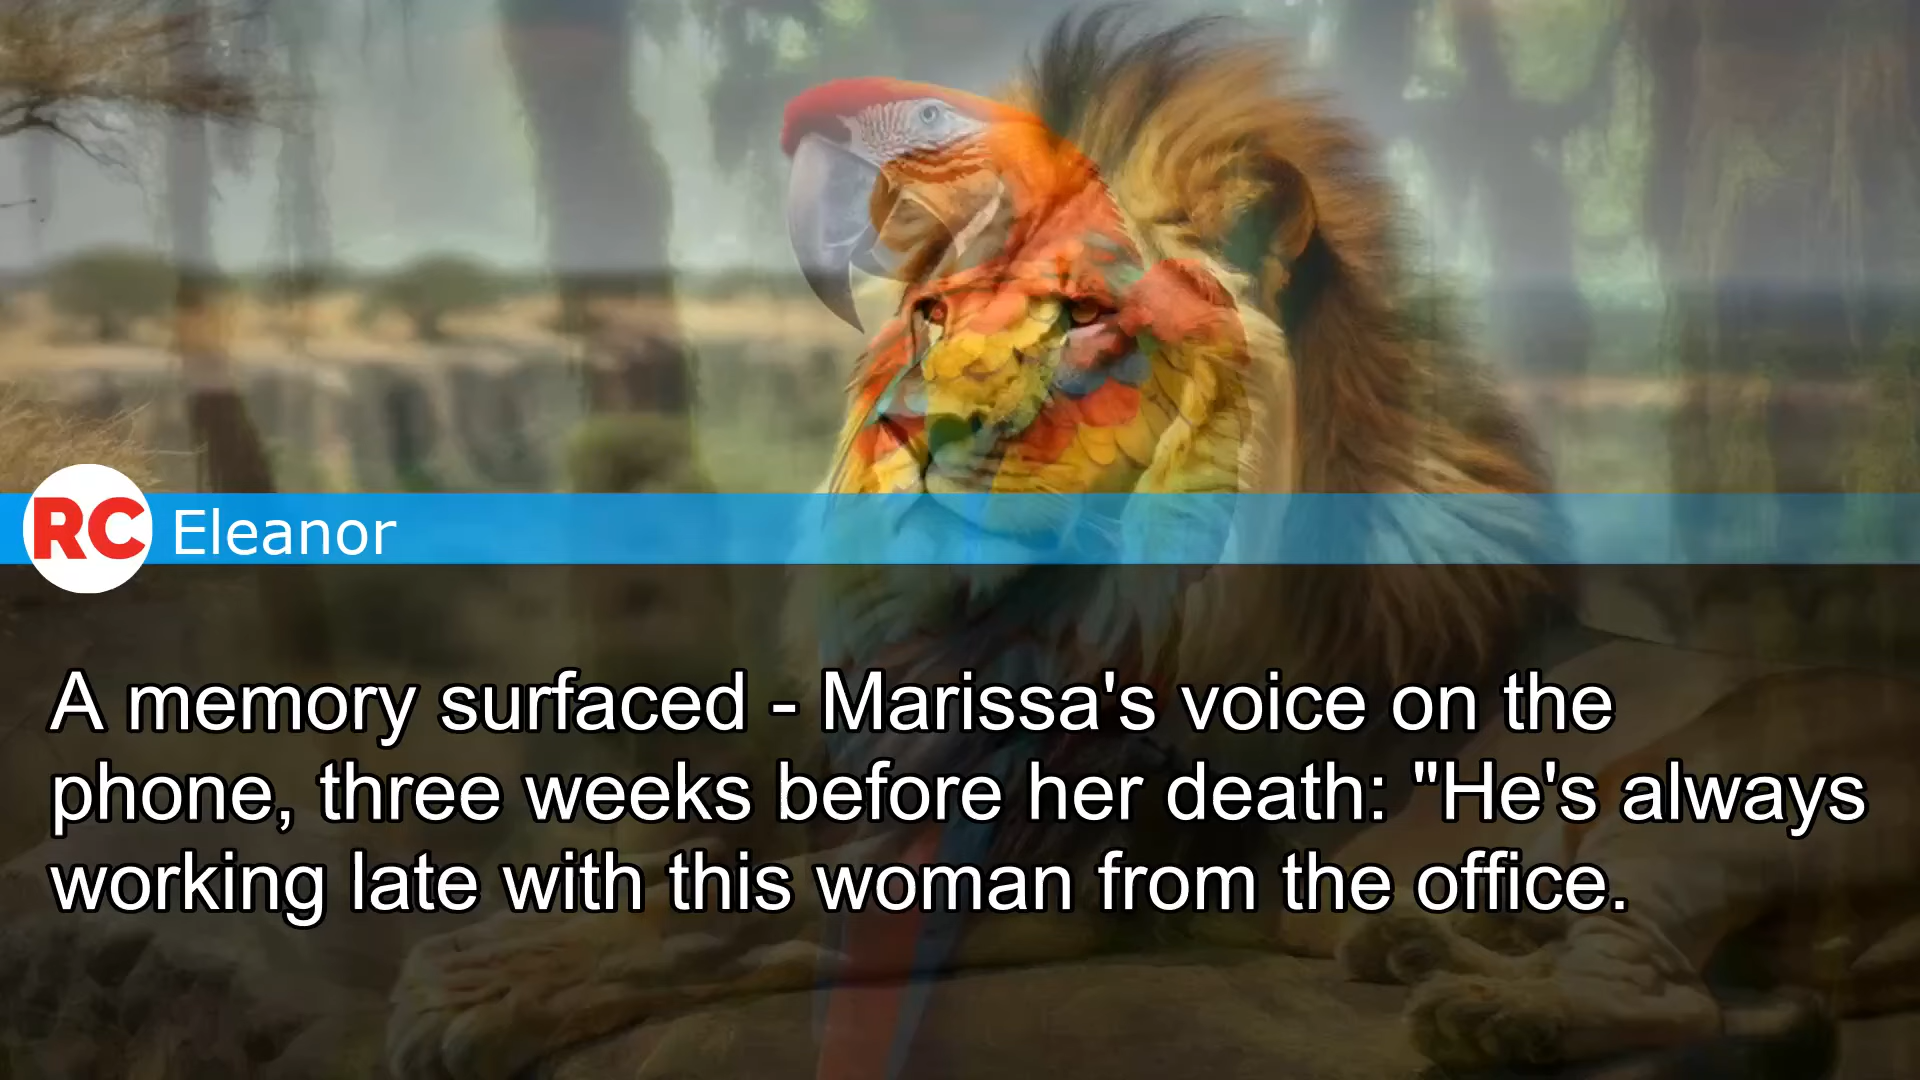 RC Eleanor
A memory surfaced - Marissa's voice on the
phone, three weeks before her death: "He's always
working late with this woman from the office.